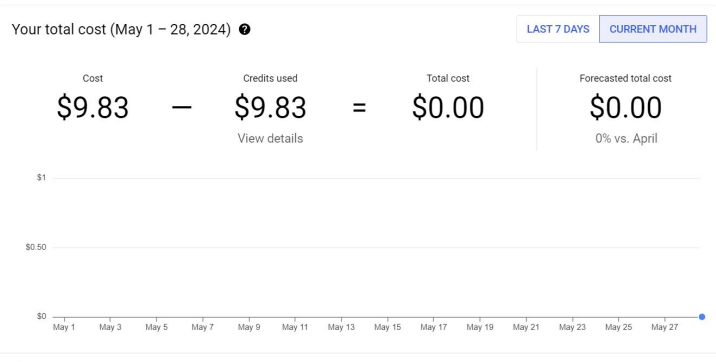 Your total cost (May 1 – 28, 2024) ?
LAST 7 DAYS CURRENT MONTH
Cost Credits used Total cost Forecasted total cost
$9.83 — $9.83 = $0.00 $0.00
View details 0% vs. April
$1
$0.50
$0
May 1 May 3 May 5 May 7 May 9 May 11 May 13 May 15 May 17 May 19 May 21 May 23 May 25 May 27